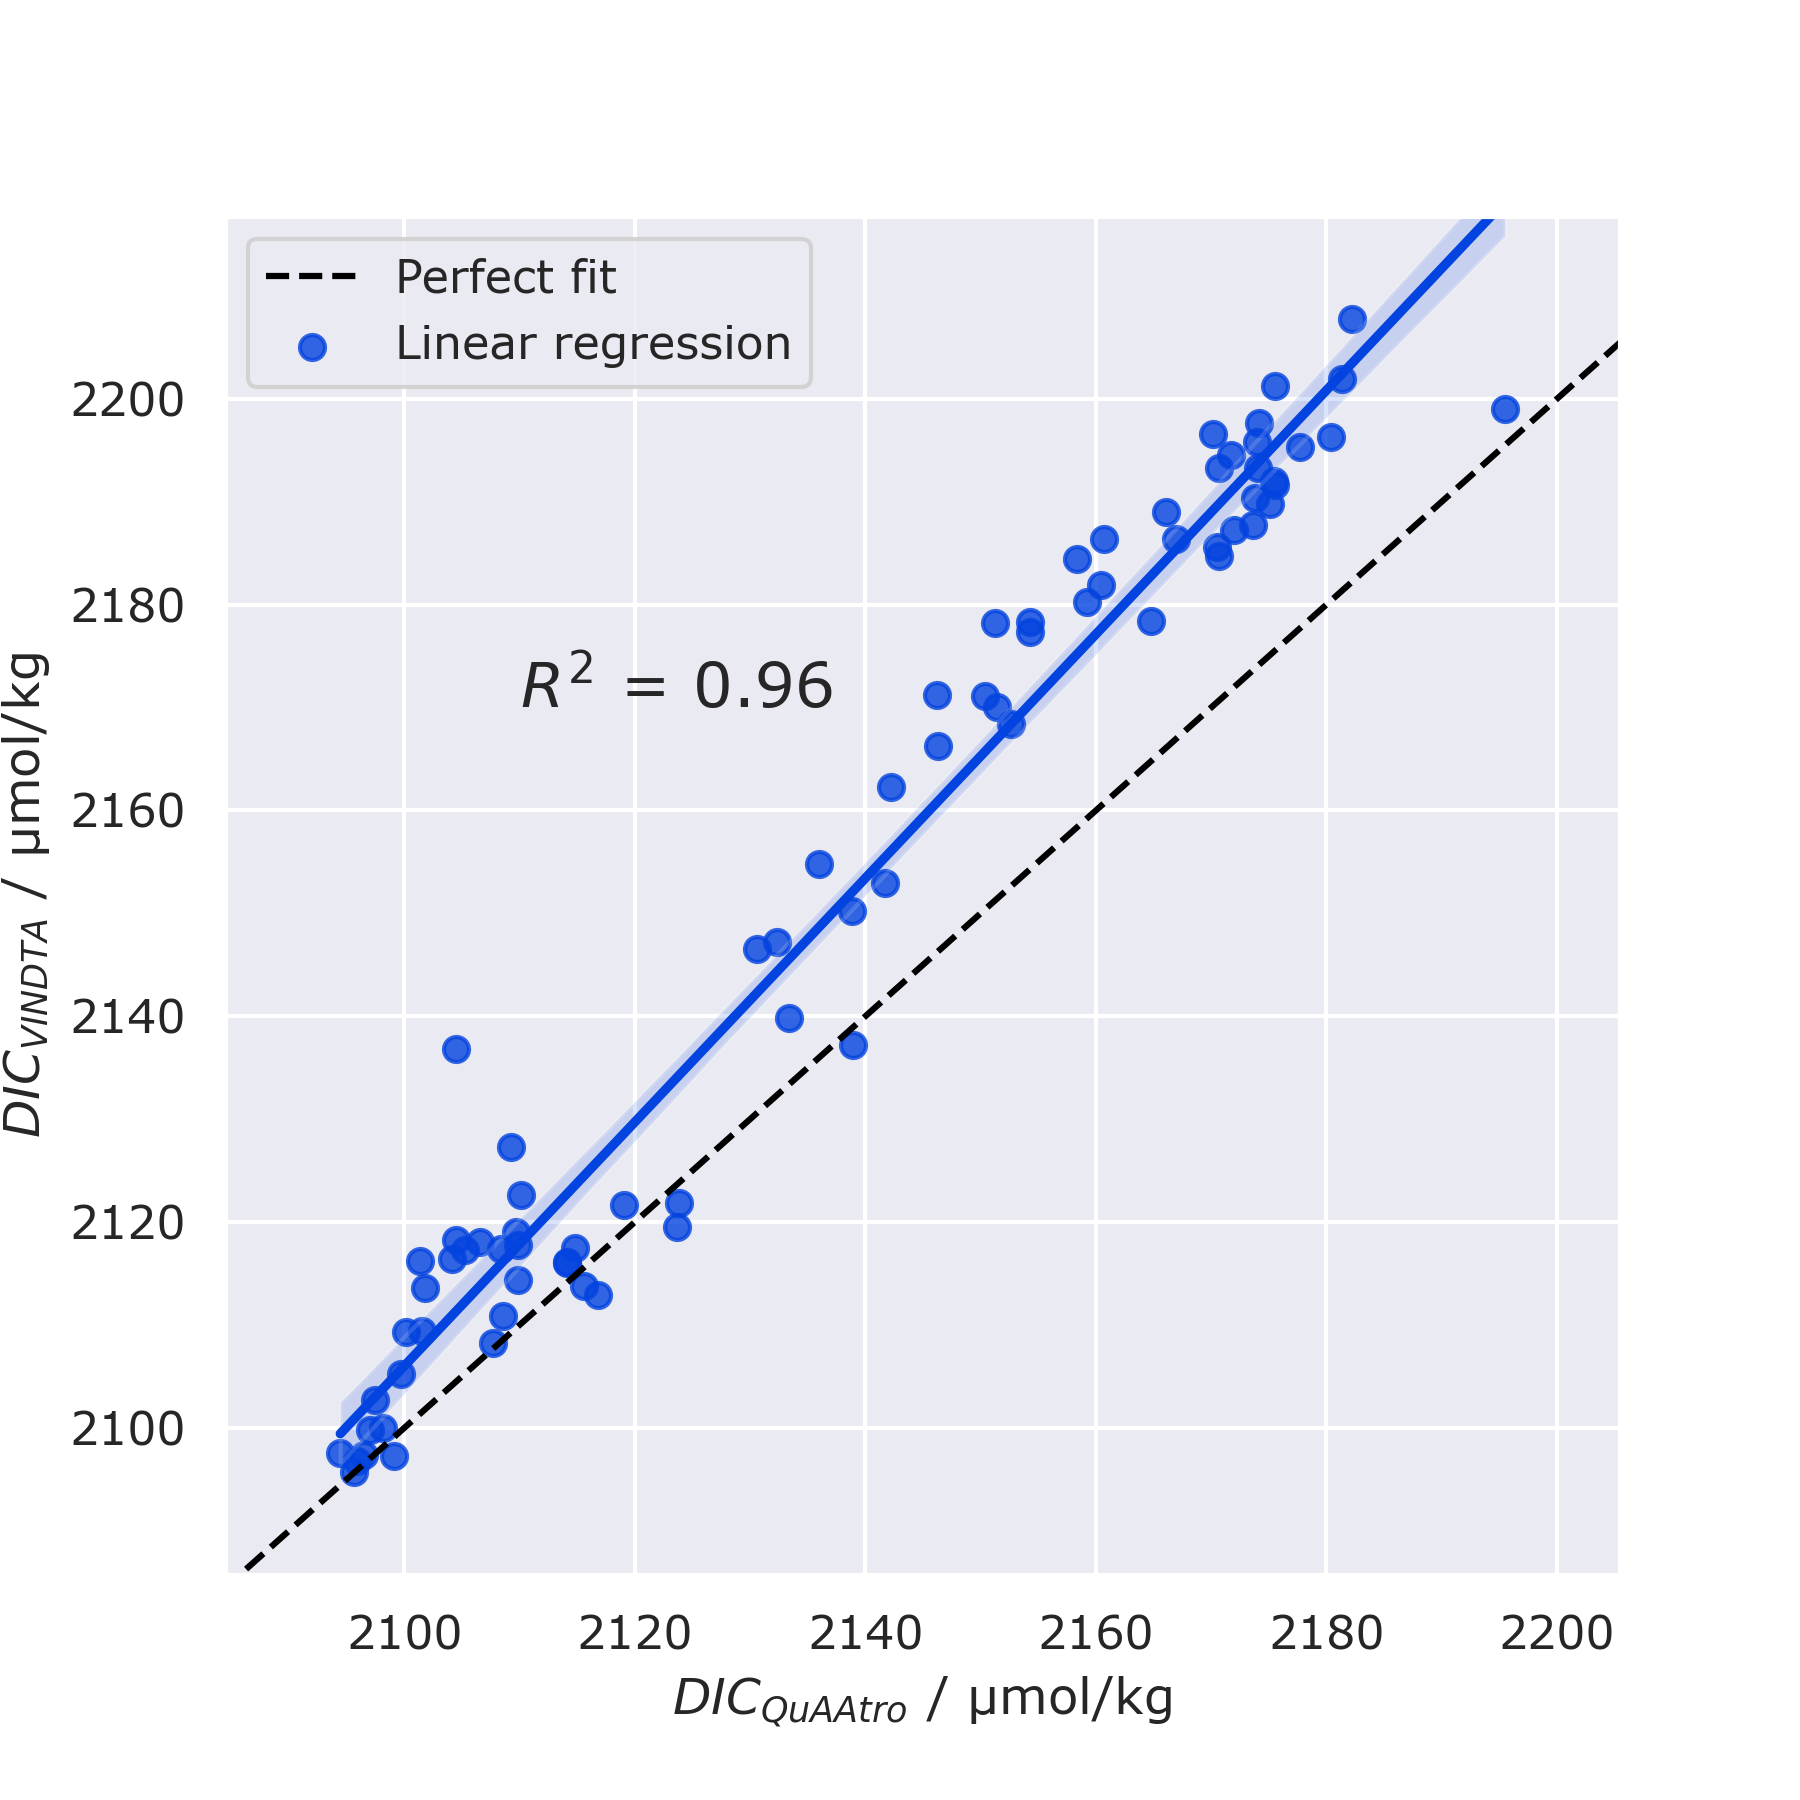 Perfect fit
Linear regression
R² = 0.96
2200
2180
2160
2140
2120
2100
DIC_VINDTA / µmol/kg
2100 2120 2140 2160 2180 2200
DIC_QuAAtro / µmol/kg